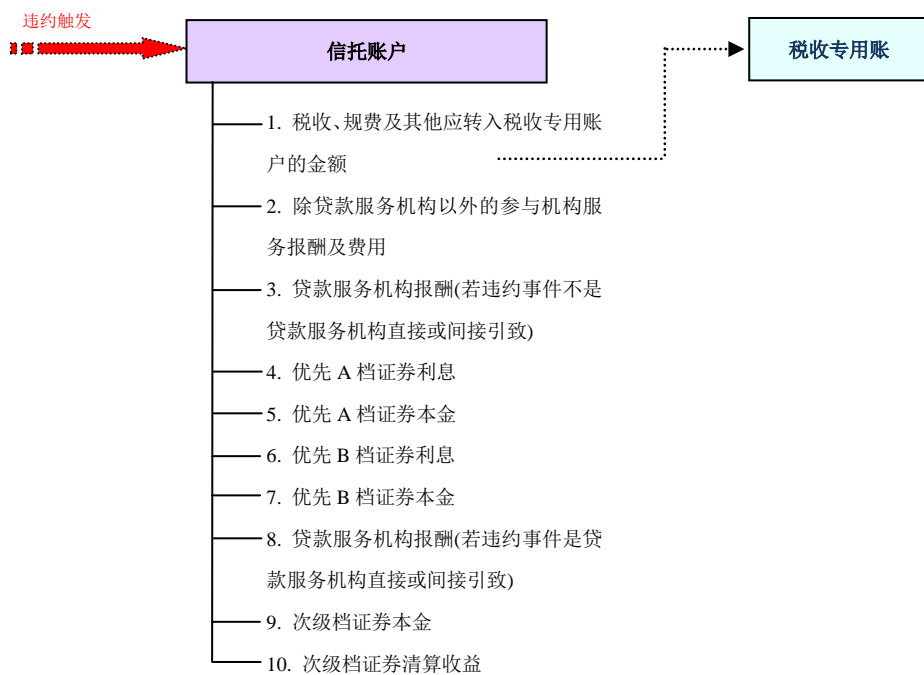 违约触发
信托账户
税收专用账
1. 税收、规费及其他应转入税收专用账
户的金额
2. 除贷款服务机构以外的参与机构服
务报酬及费用
3. 贷款服务机构报酬(若违约事件不是
贷款服务机构直接或间接引致)
4. 优先 A 档证券利息
5. 优先 A 档证券本金
6. 优先 B 档证券利息
7. 优先 B 档证券本金
8. 贷款服务机构报酬(若违约事件是贷
款服务机构直接或间接引致)
9. 次级档证券本金
10. 次级档证券清算收益